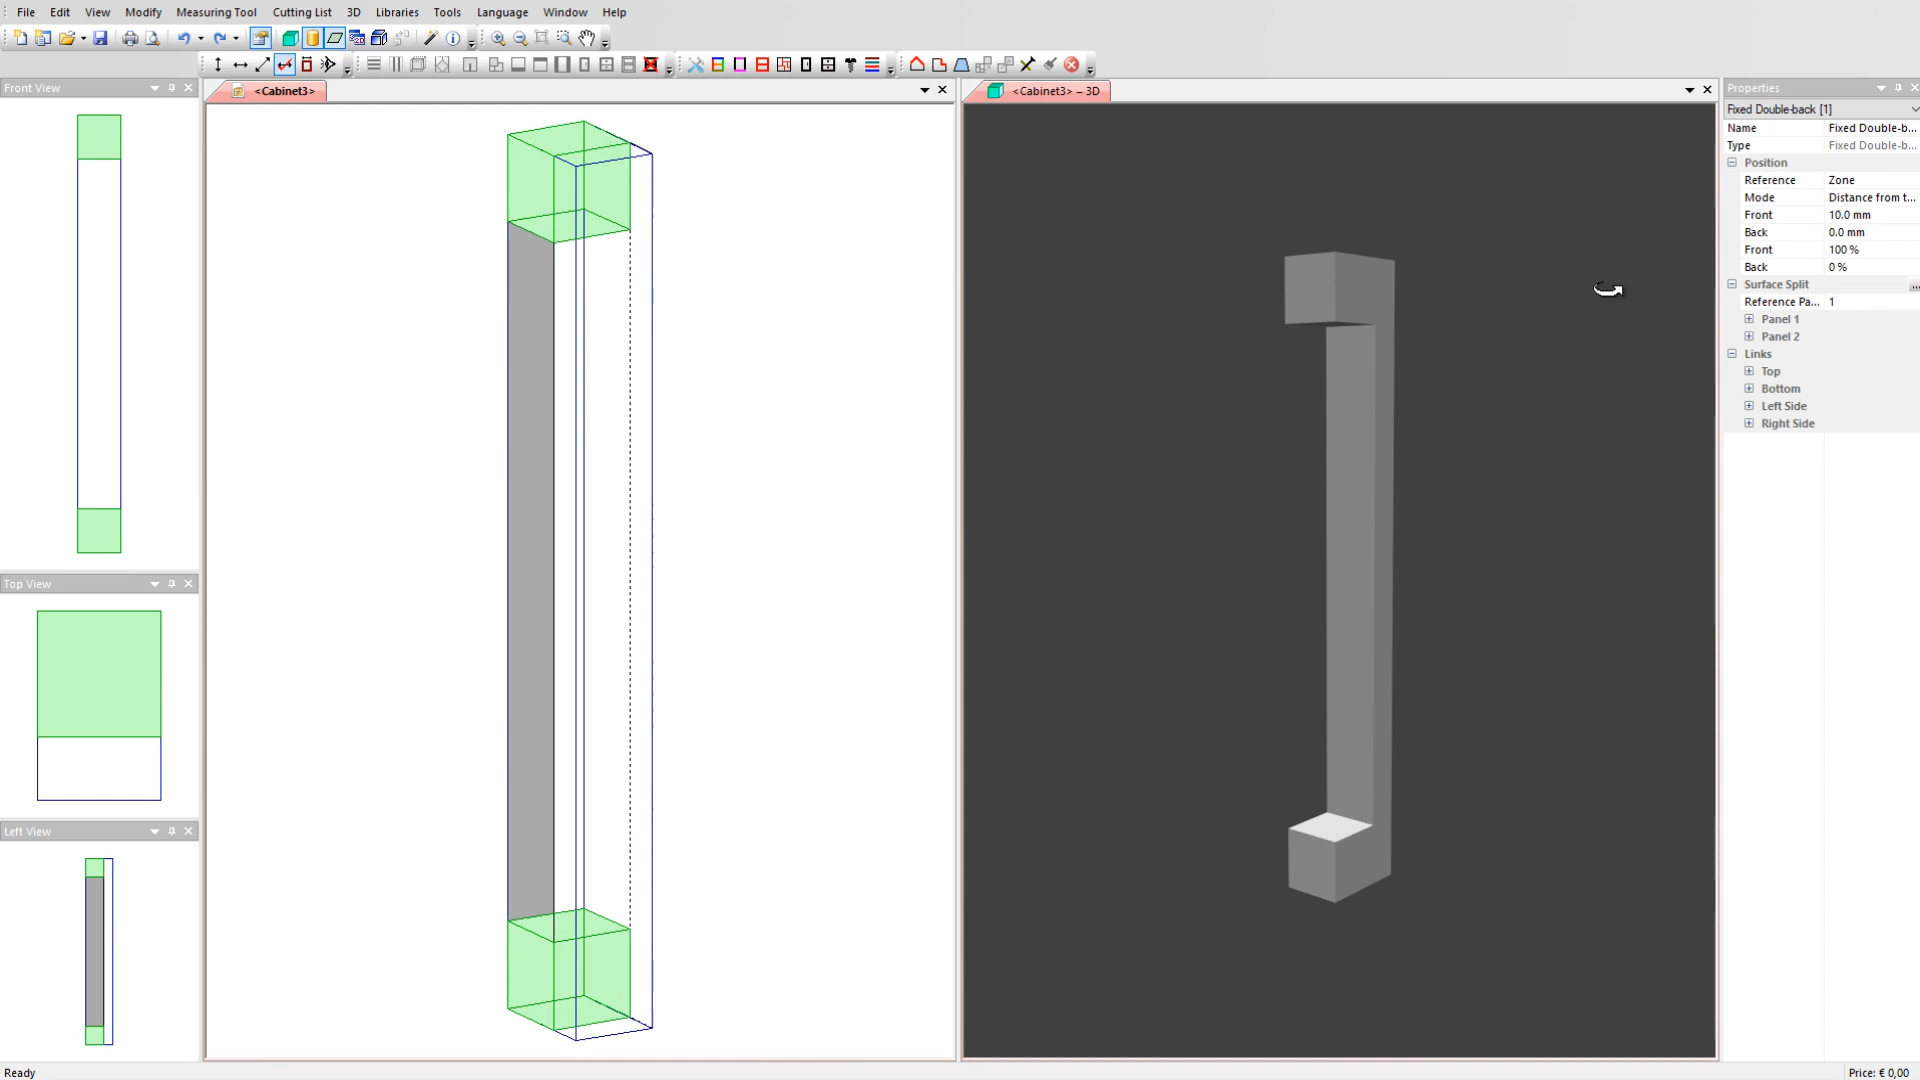 File Edit View Modify Measuring Tool Cutting List 3D Libraries Tools Language Window Help
Front View
<Cabinet3>
<Cabinet3> – 3D
Top View
Left View
Properties
Fixed Double-back [1]
Name Fixed Double-b...
Type Fixed Double-b...
Position
Reference Zone
Mode Distance from t...
Front 10.0 mm
Back 0.0 mm
Front 100 %
Back 0 %
Surface Split ...
Reference Pa... 1
Panel 1
Panel 2
Links
Top
Bottom
Left Side
Right Side
Ready
Price: € 0,00